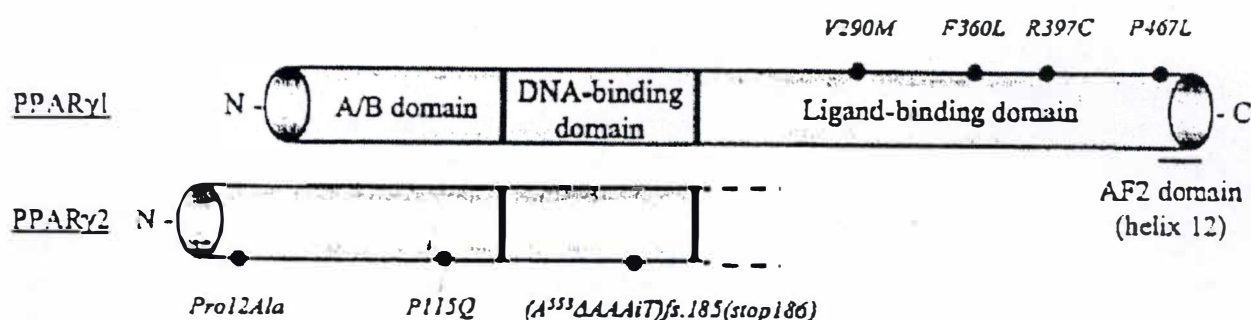 V290M F360L R397C P467L
PPARγ1 N - A/B domain DNA-binding domain Ligand-binding domain - C
AF2 domain
(helix 12)
PPARγ2 N -
Pro12Ala P115Q (A⁵⁵³ΔAAAiT)fs.185(stop186)